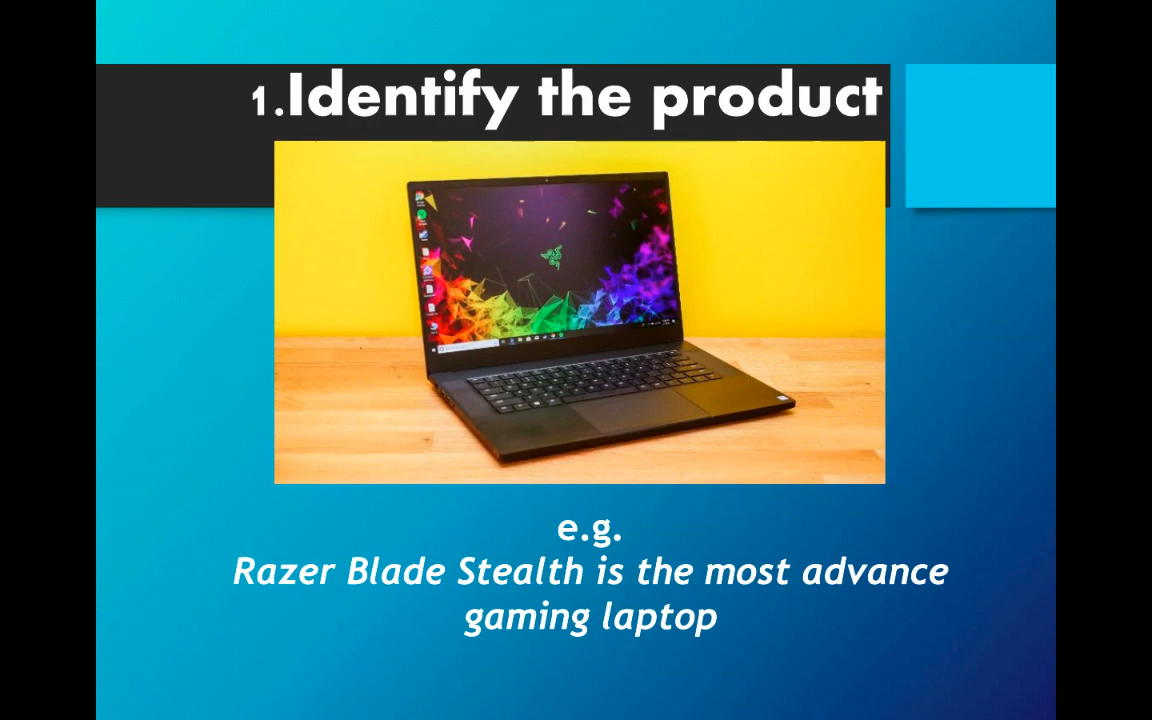 1.Identify the product
e.g.
Razer Blade Stealth is the most advance
gaming laptop